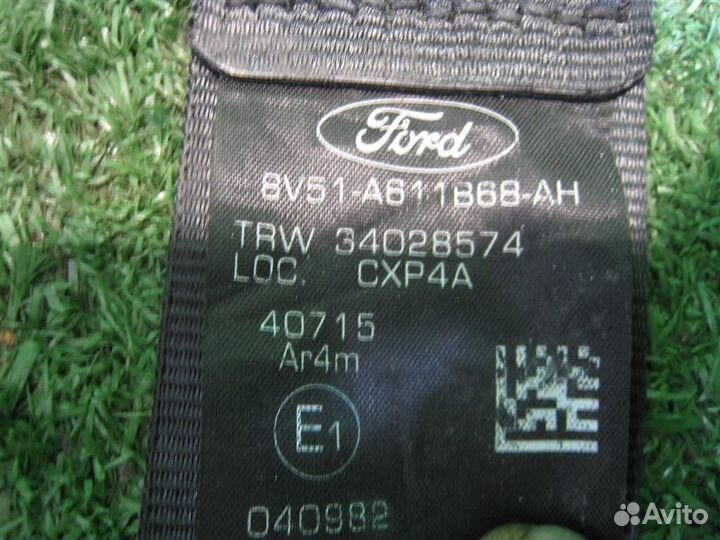 Ford
8V51-A611B68-AH
TRW 34028574
LOC. CXP4A
40715
Ar4m
E1
040982
Avito